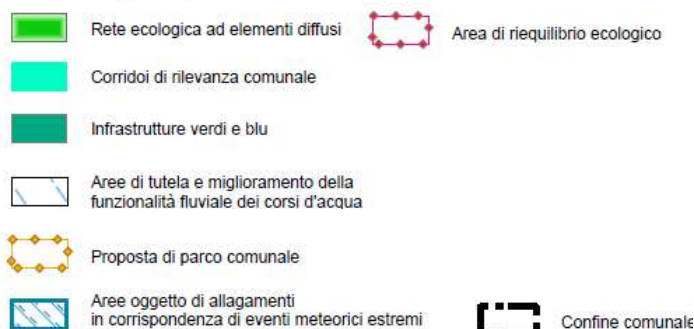 Rete ecologica ad elementi diffusi
Area di riequilibrio ecologico
Corridoi di rilevanza comunale
Infrastrutture verdi e blu
Aree di tutela e miglioramento della
funzionalità fluviale dei corsi d'acqua
Proposta di parco comunale
Aree oggetto di allagamenti
in corrispondenza di eventi meteorici estremi
Confine comunale